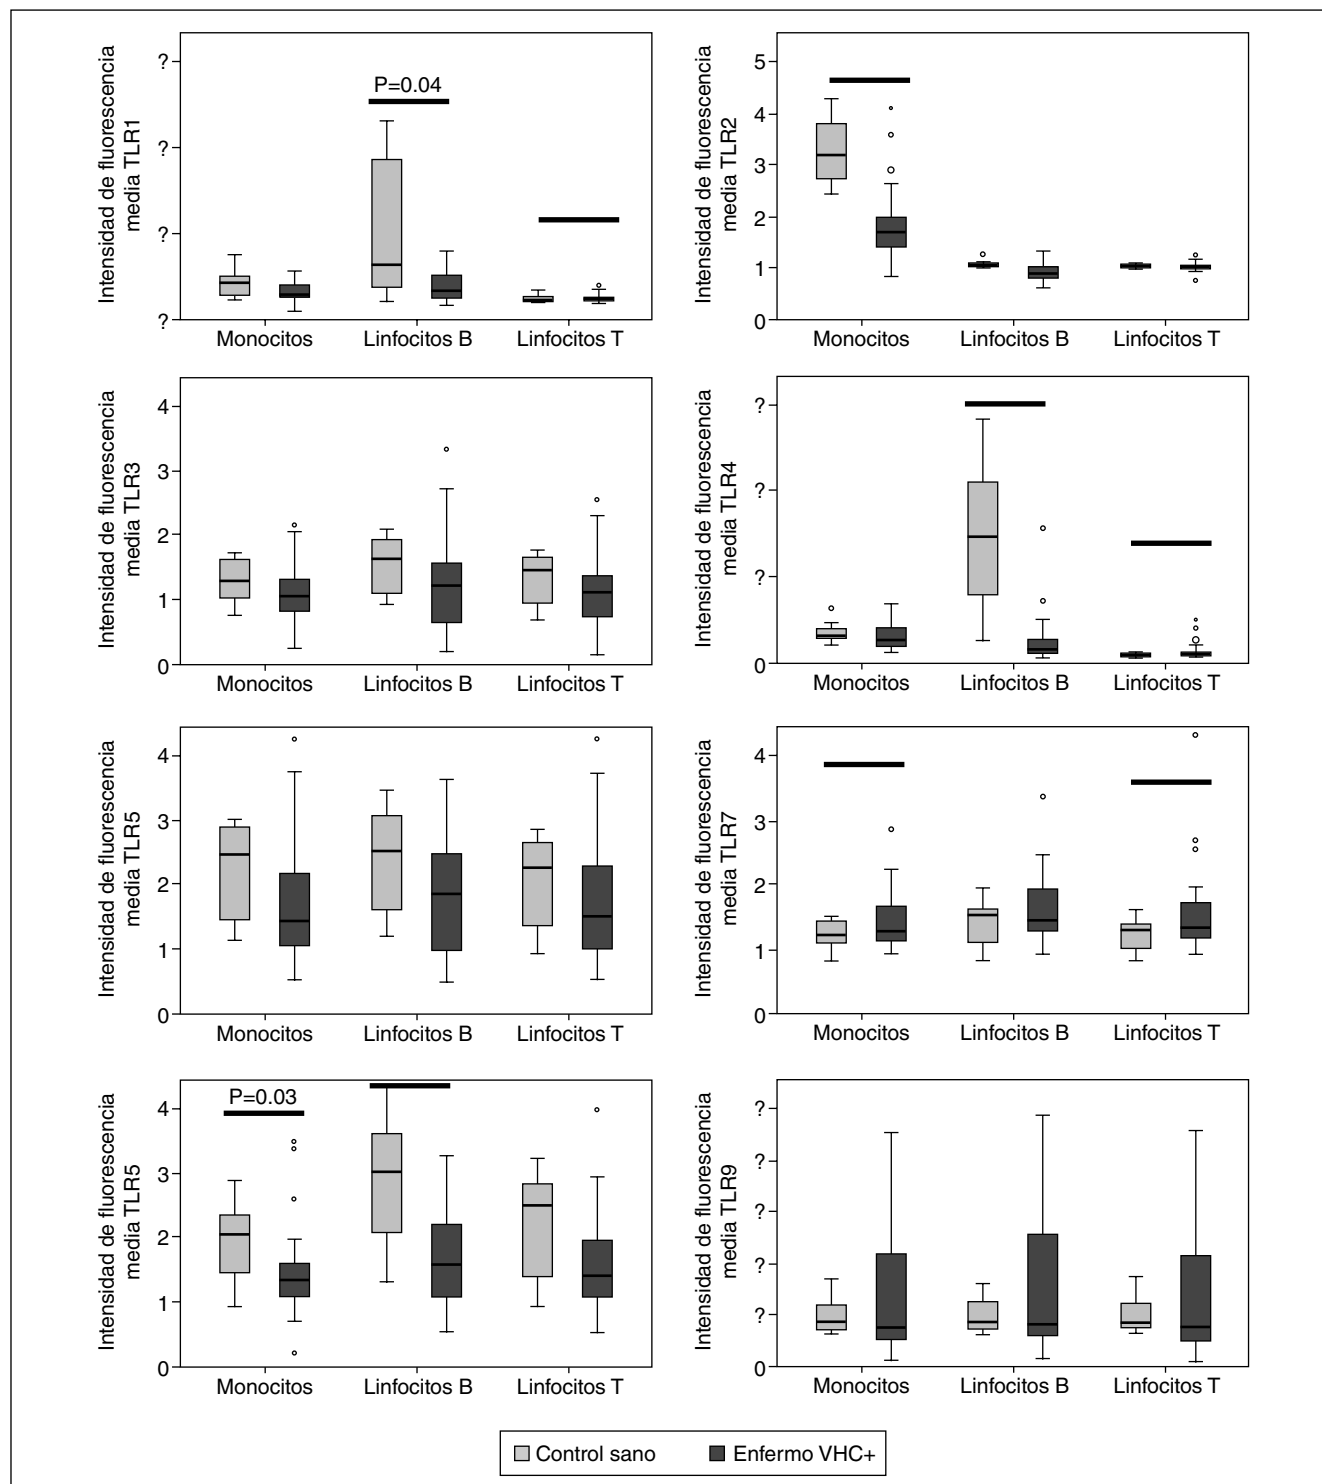 Intensidad de fluorescencia
media TLR1
?
?
?
?
P=0.04
Monocitos Linfocitos B Linfocitos T
Intensidad de fluorescencia
media TLR2
5
4
3
2
1
0
Monocitos Linfocitos B Linfocitos T
Intensidad de fluorescencia
media TLR3
4
3
2
1
0
Monocitos Linfocitos B Linfocitos T
Intensidad de fluorescencia
media TLR4
?
?
?
0
Monocitos Linfocitos B Linfocitos T
Intensidad de fluorescencia
media TLR5
4
3
2
1
0
Monocitos Linfocitos B Linfocitos T
Intensidad de fluorescencia
media TLR7
4
3
2
1
0
Monocitos Linfocitos B Linfocitos T
Intensidad de fluorescencia
media TLR5
4
3
2
1
0
P=0.03
Monocitos Linfocitos B Linfocitos T
Intensidad de fluorescencia
media TLR9
?
?
?
?
?
0
Monocitos Linfocitos B Linfocitos T
Control sano Enfermo VHC+